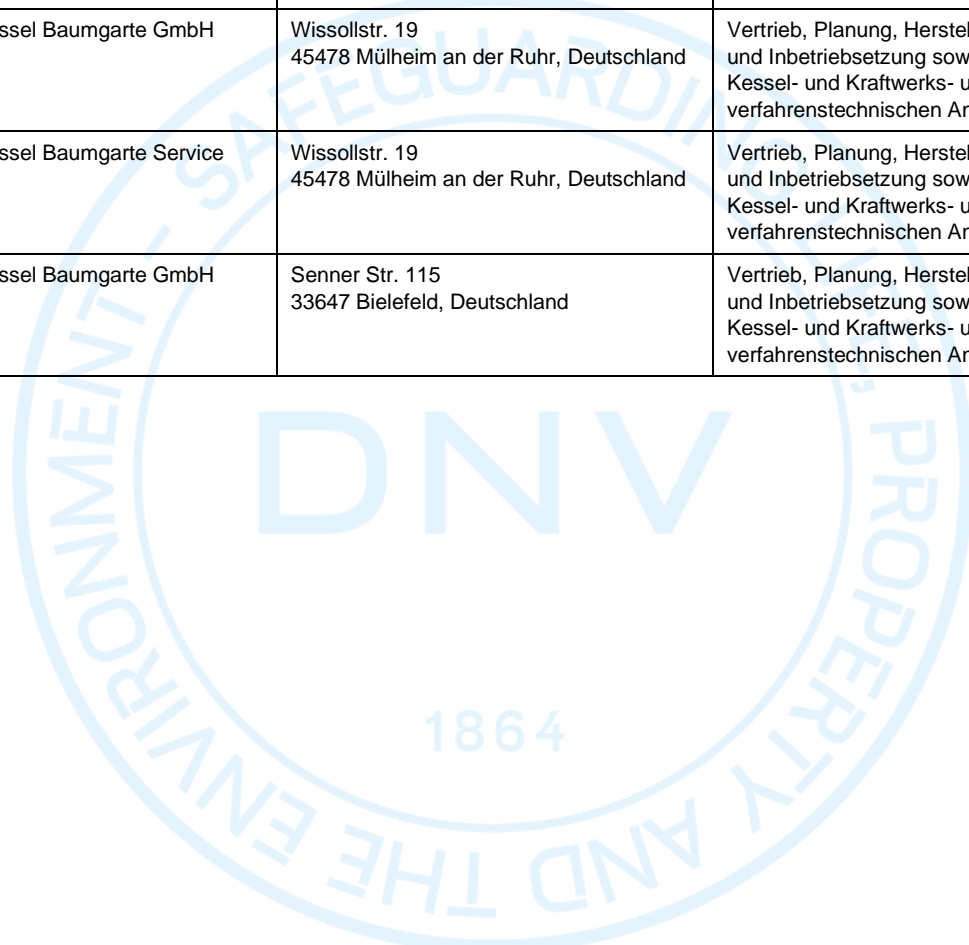 ssel Baumgarte GmbH
Wissollstr. 19
45478 Mülheim an der Ruhr, Deutschland
Vertrieb, Planung, Herstel
und Inbetriebsetzung sow
Kessel- und Kraftwerks- u
verfahrenstechnischen An
ssel Baumgarte Service
Wissollstr. 19
45478 Mülheim an der Ruhr, Deutschland
Vertrieb, Planung, Herstel
und Inbetriebsetzung sow
Kessel- und Kraftwerks- u
verfahrenstechnischen An
ssel Baumgarte GmbH
Senner Str. 115
33647 Bielefeld, Deutschland
Vertrieb, Planung, Herstel
und Inbetriebsetzung sow
Kessel- und Kraftwerks- u
verfahrenstechnischen An
SAFEGUARDING LIFE, PROPERTY AND THE ENVIRONMENT –
DNV
1864